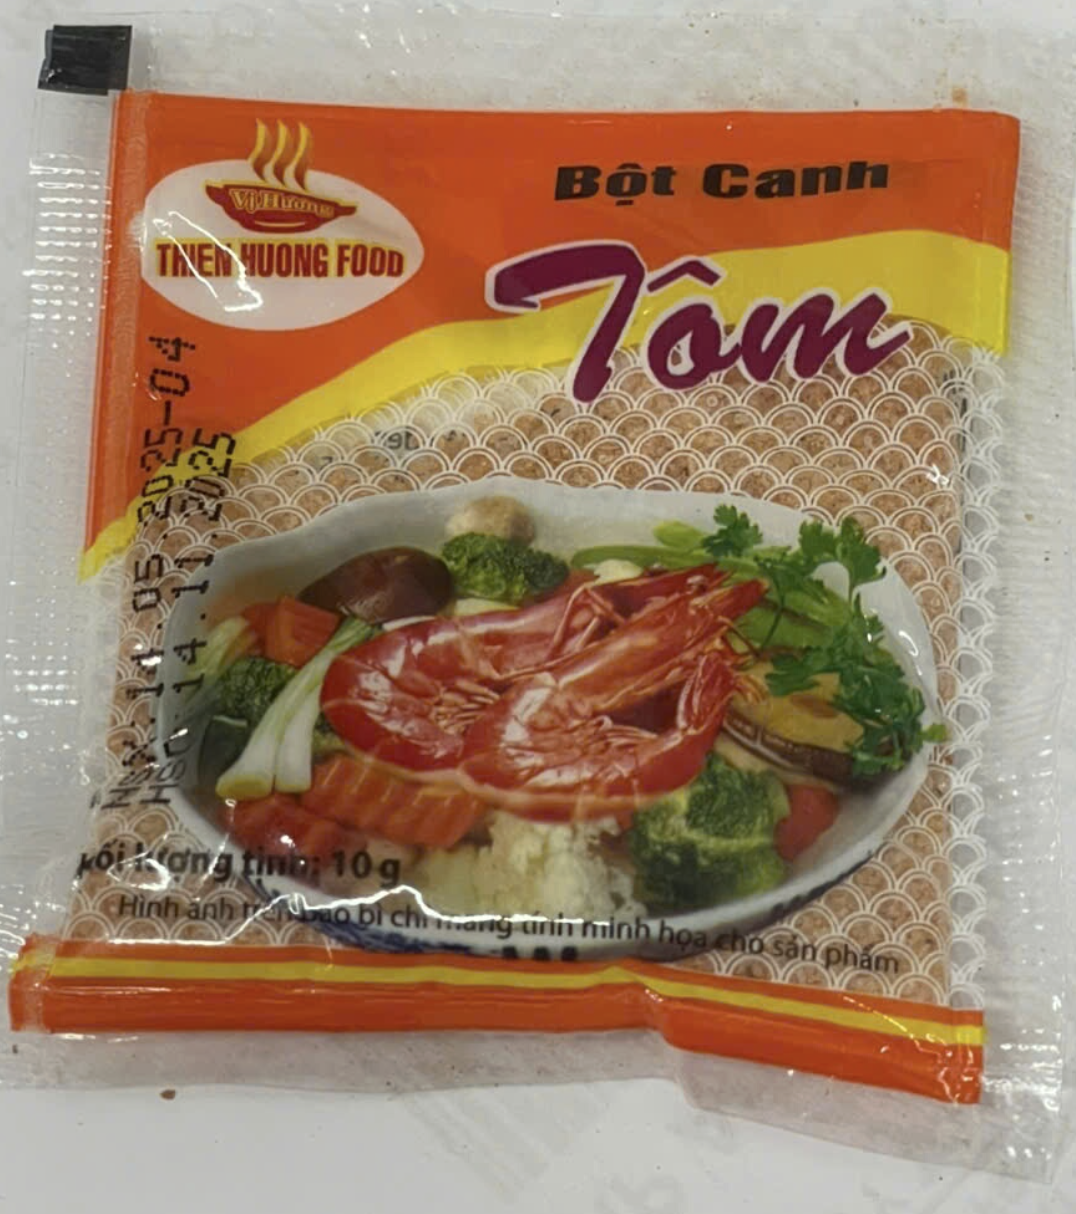 Vị Hương
THIEN HUONG FOOD
Bột Canh
Tôm
NSX: 14.05.2025-04
HSD: 14.11.2025
lượng tịnh: 10 g
Hình ảnh trên bao bì chỉ mang tính minh họa cho sản phẩm